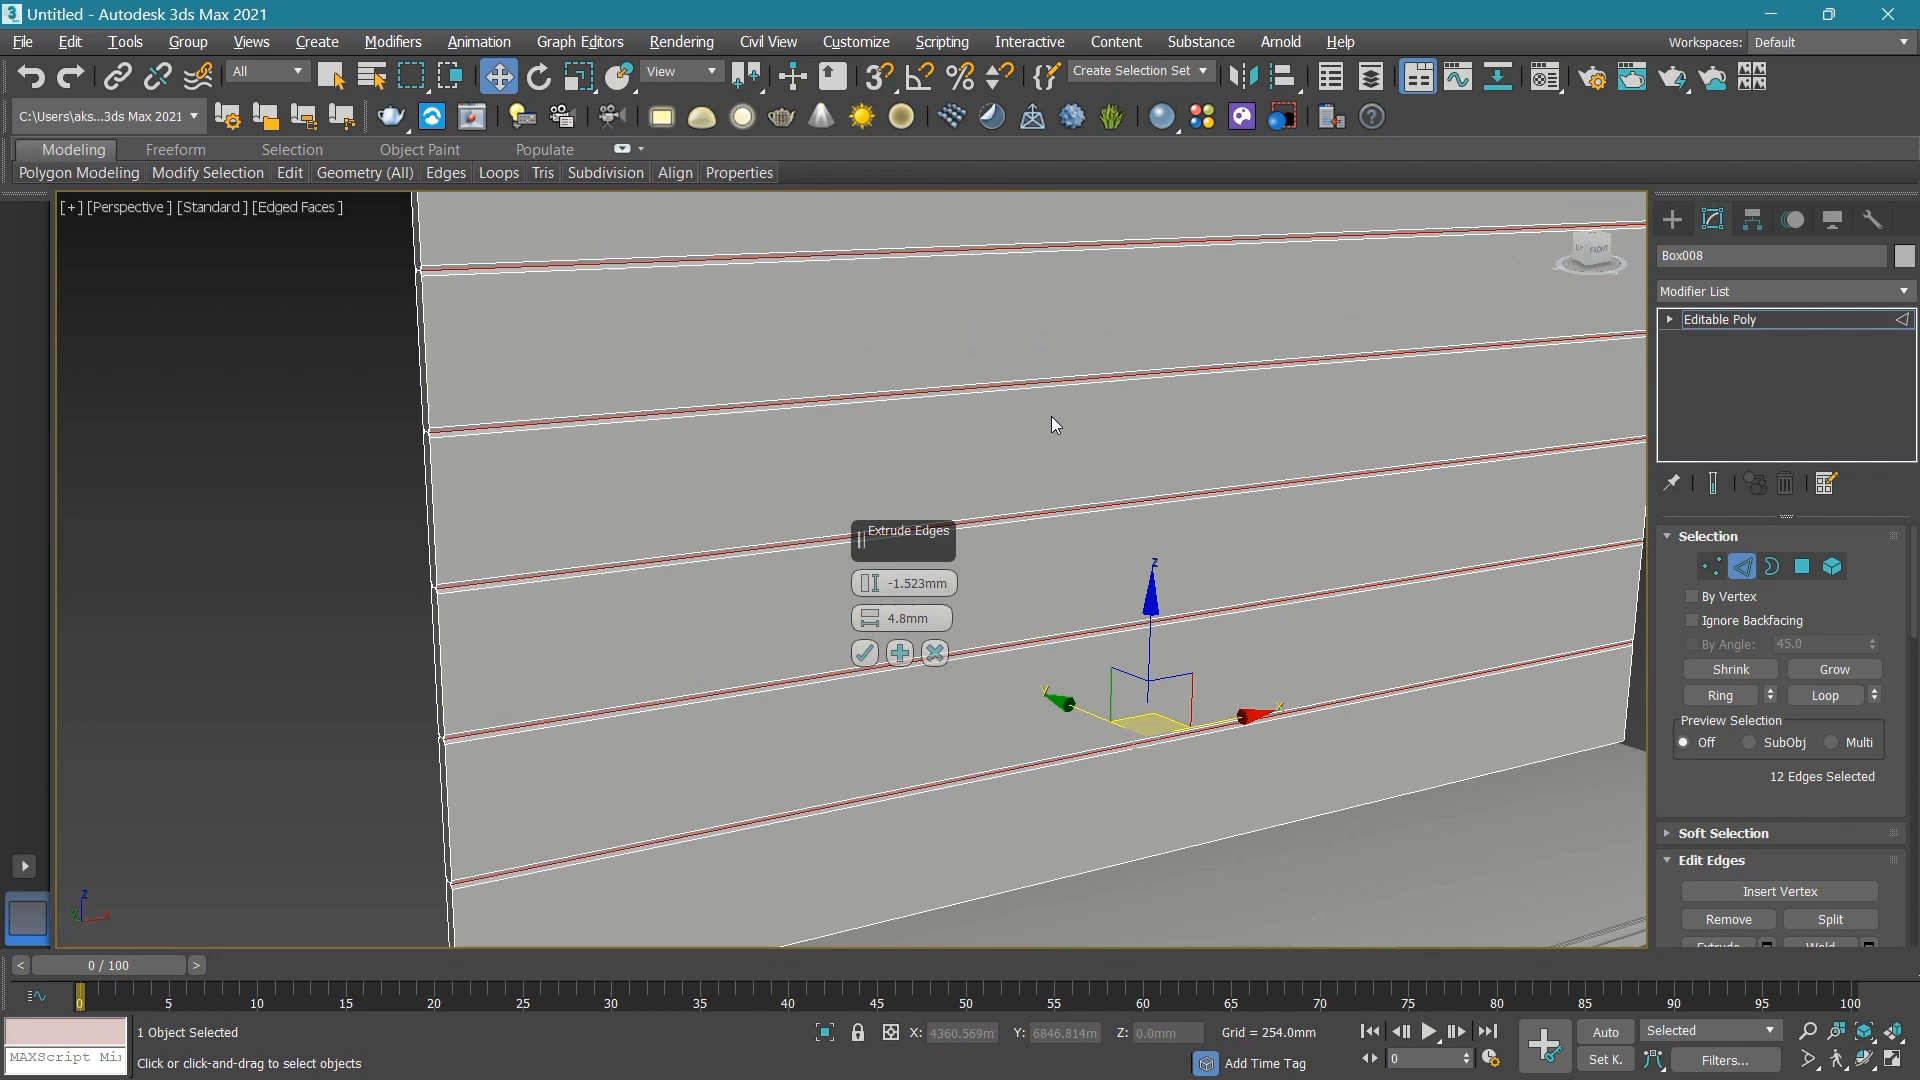 Untitled - Autodesk 3ds Max 2021
File Edit Tools Group Views Create Modifiers Animation Graph Editors Rendering Civil View Customize Scripting Interactive Content Substance Arnold Help Workspaces: Default
All View Create Selection Set
C:\Users\aks...3ds Max 2021
Modeling Freeform Selection Object Paint Populate
Polygon Modeling Modify Selection Edit Geometry (All) Edges Loops Tris Subdivision Align Properties
[+] [Perspective] [Standard] [Edged Faces]
FRONT
Box008
Modifier List
Editable Poly
Extrude Edges
-1.523mm
4.8mm
z
y
x
Selection
By Vertex
Ignore Backfacing
By Angle: 45.0
Shrink Grow
Ring Loop
Preview Selection
Off SubObj Multi
12 Edges Selected
Soft Selection
Edit Edges
Insert Vertex
Remove Split
Extrude Weld
z
y x
< 0 / 100 >
0 5 10 15 20 25 30 35 40 45 50 55 60 65 70 75 80 85 90 95 100
1 Object Selected X: 4360.569m Y: 6846.814m Z: 0.0mm Grid = 254.0mm Auto Selected
MAXScript Mi Click or click-and-drag to select objects Add Time Tag 0 Set K. Filters...